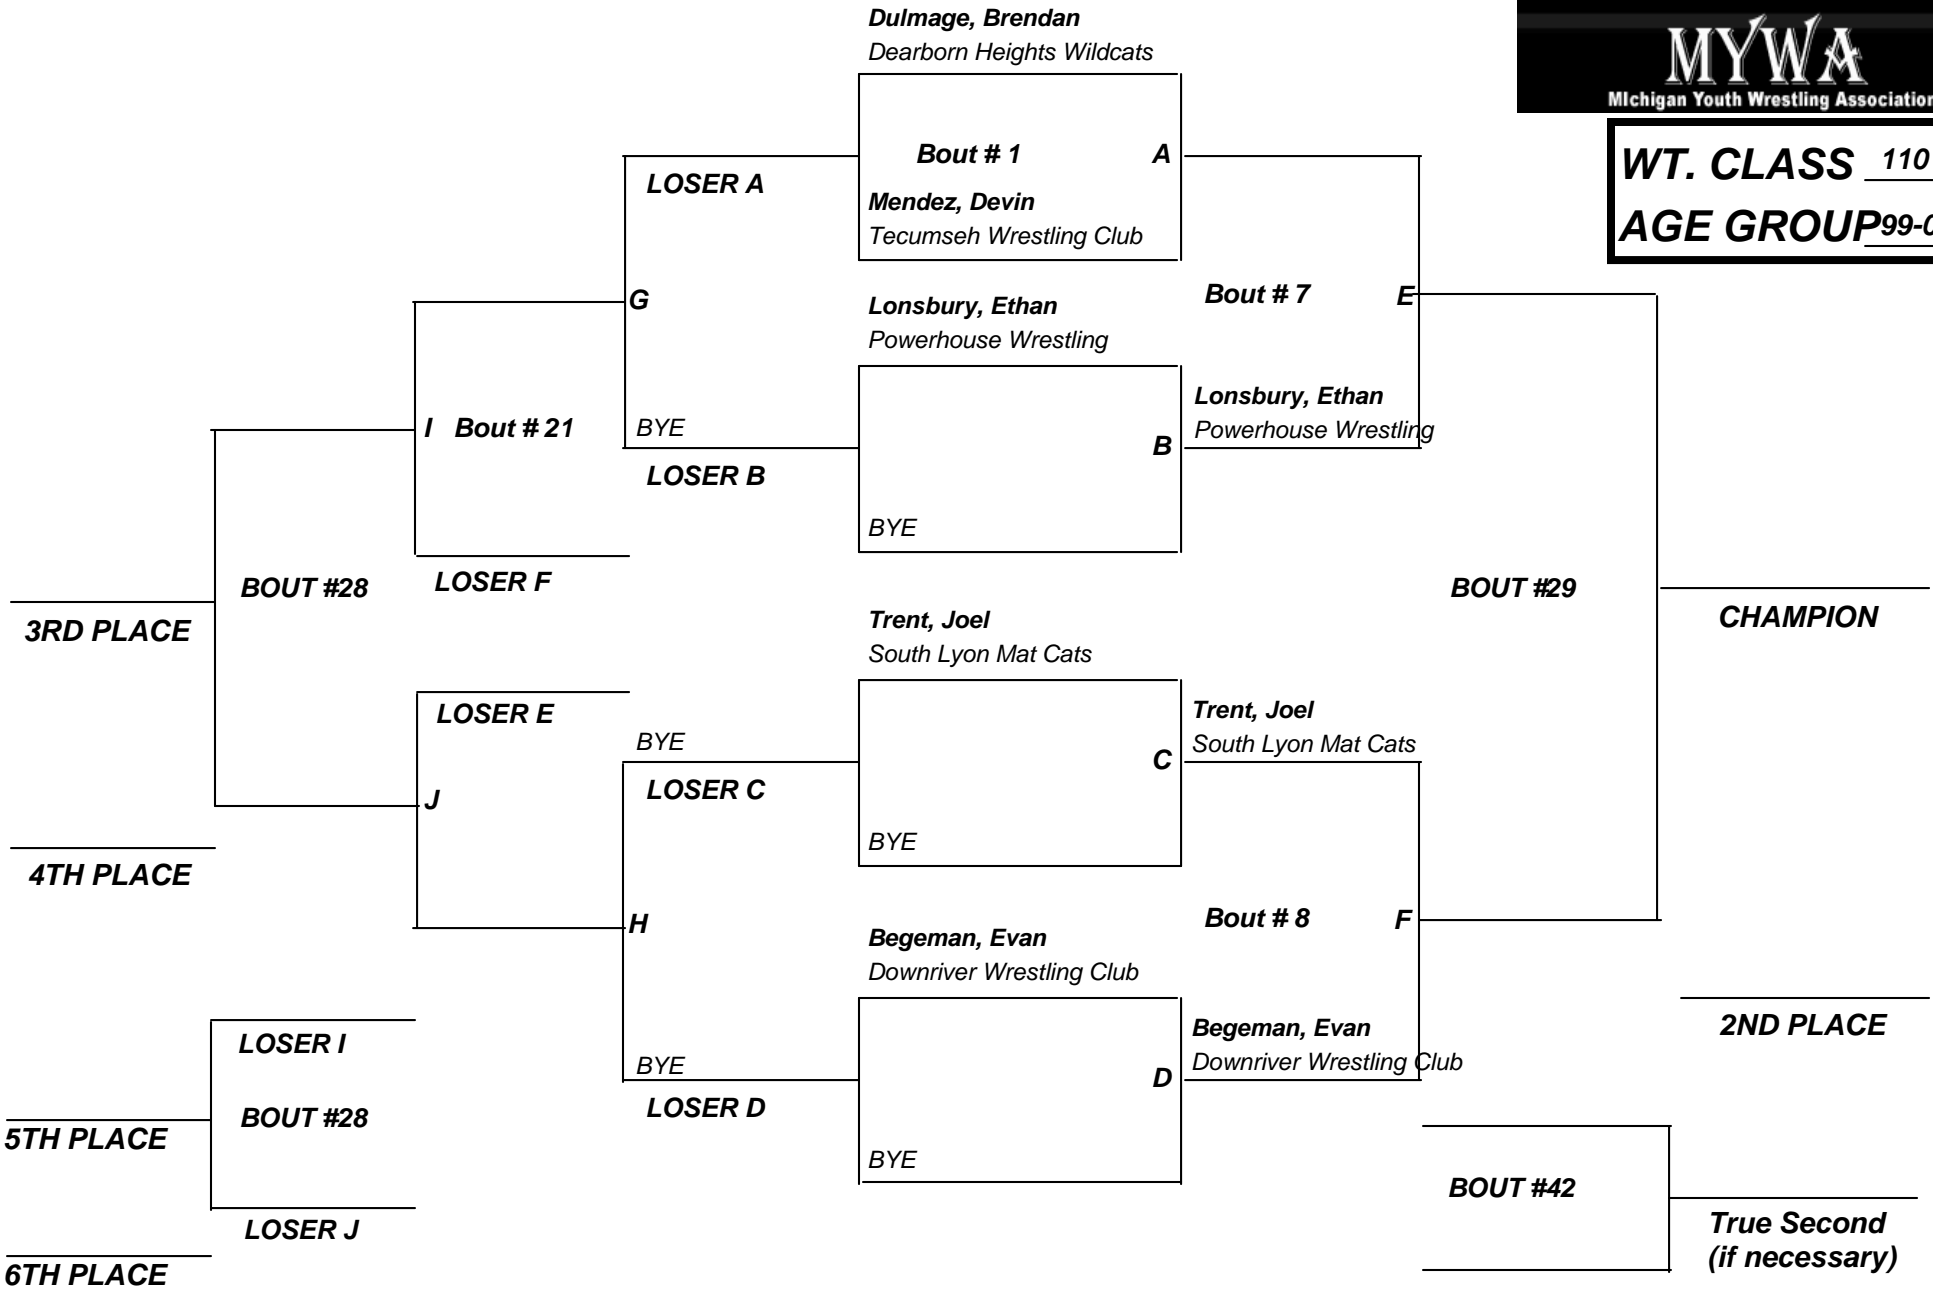 Dulmage, Brendan
Dearborn Heights Wildcats
MYWA
MIchigan Youth Wrestling Association
WT. CLASS 110
AGE GROUP 99-0
Bout # 1
A
LOSER A
Mendez, Devin
Tecumseh Wrestling Club
G
Lonsbury, Ethan
Powerhouse Wrestling
Bout # 7
E
Lonsbury, Ethan
Powerhouse Wrestling
I Bout # 21
BYE
B
LOSER B
BYE
BOUT #28
LOSER F
BOUT #29
3RD PLACE
CHAMPION
Trent, Joel
South Lyon Mat Cats
LOSER E
BYE
Trent, Joel
South Lyon Mat Cats
C
LOSER C
J
BYE
4TH PLACE
H
Bout # 8
F
Begeman, Evan
Downriver Wrestling Club
LOSER I
2ND PLACE
BYE
Begeman, Evan
Downriver Wrestling Club
D
LOSER D
BOUT #28
5TH PLACE
BYE
BOUT #42
LOSER J
True Second
(if necessary)
6TH PLACE